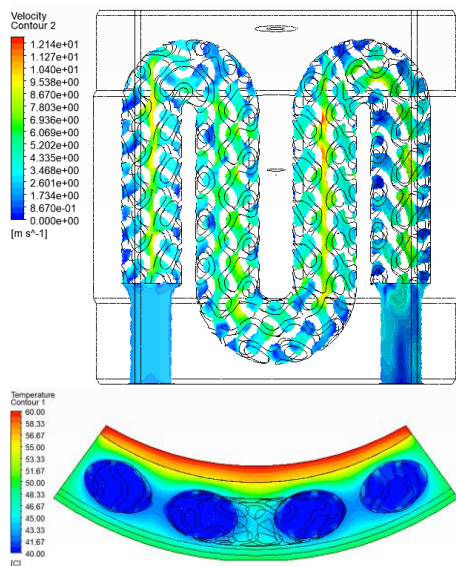 Velocity
Contour 2
1.214e+01
1.127e+01
1.040e+01
9.538e+00
8.670e+00
7.803e+00
6.936e+00
6.069e+00
5.202e+00
4.335e+00
3.468e+00
2.601e+00
1.734e+00
8.670e-01
0.000e+00
[m s^-1]
Temperature
Contour 1
60.00
58.33
56.67
55.00
53.33
51.67
50.00
48.33
46.67
45.00
43.33
41.67
40.00
[C]